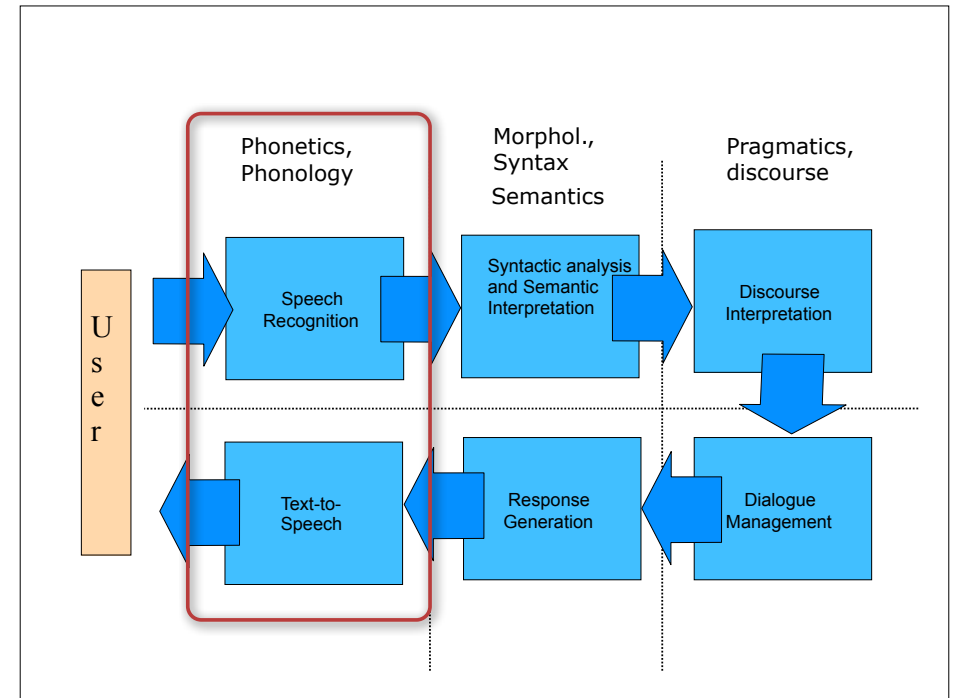 Phonetics,
Phonology
Morphol.,
Syntax
Semantics
Pragmatics,
discourse
User
Speech
Recognition
Syntactic analysis
and Semantic
Interpretation
Discourse
Interpretation
Text-to-
Speech
Response
Generation
Dialogue
Management